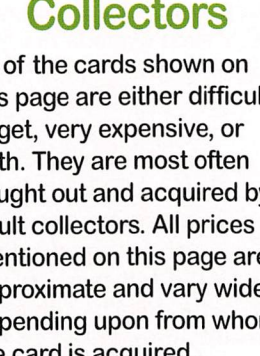 Collectors
of the cards shown on
s page are either difficul
get, very expensive, or
th. They are most often
ught out and acquired b
ult collectors. All prices
entioned on this page are
proximate and vary wide
pending upon from who
e card is acquired.